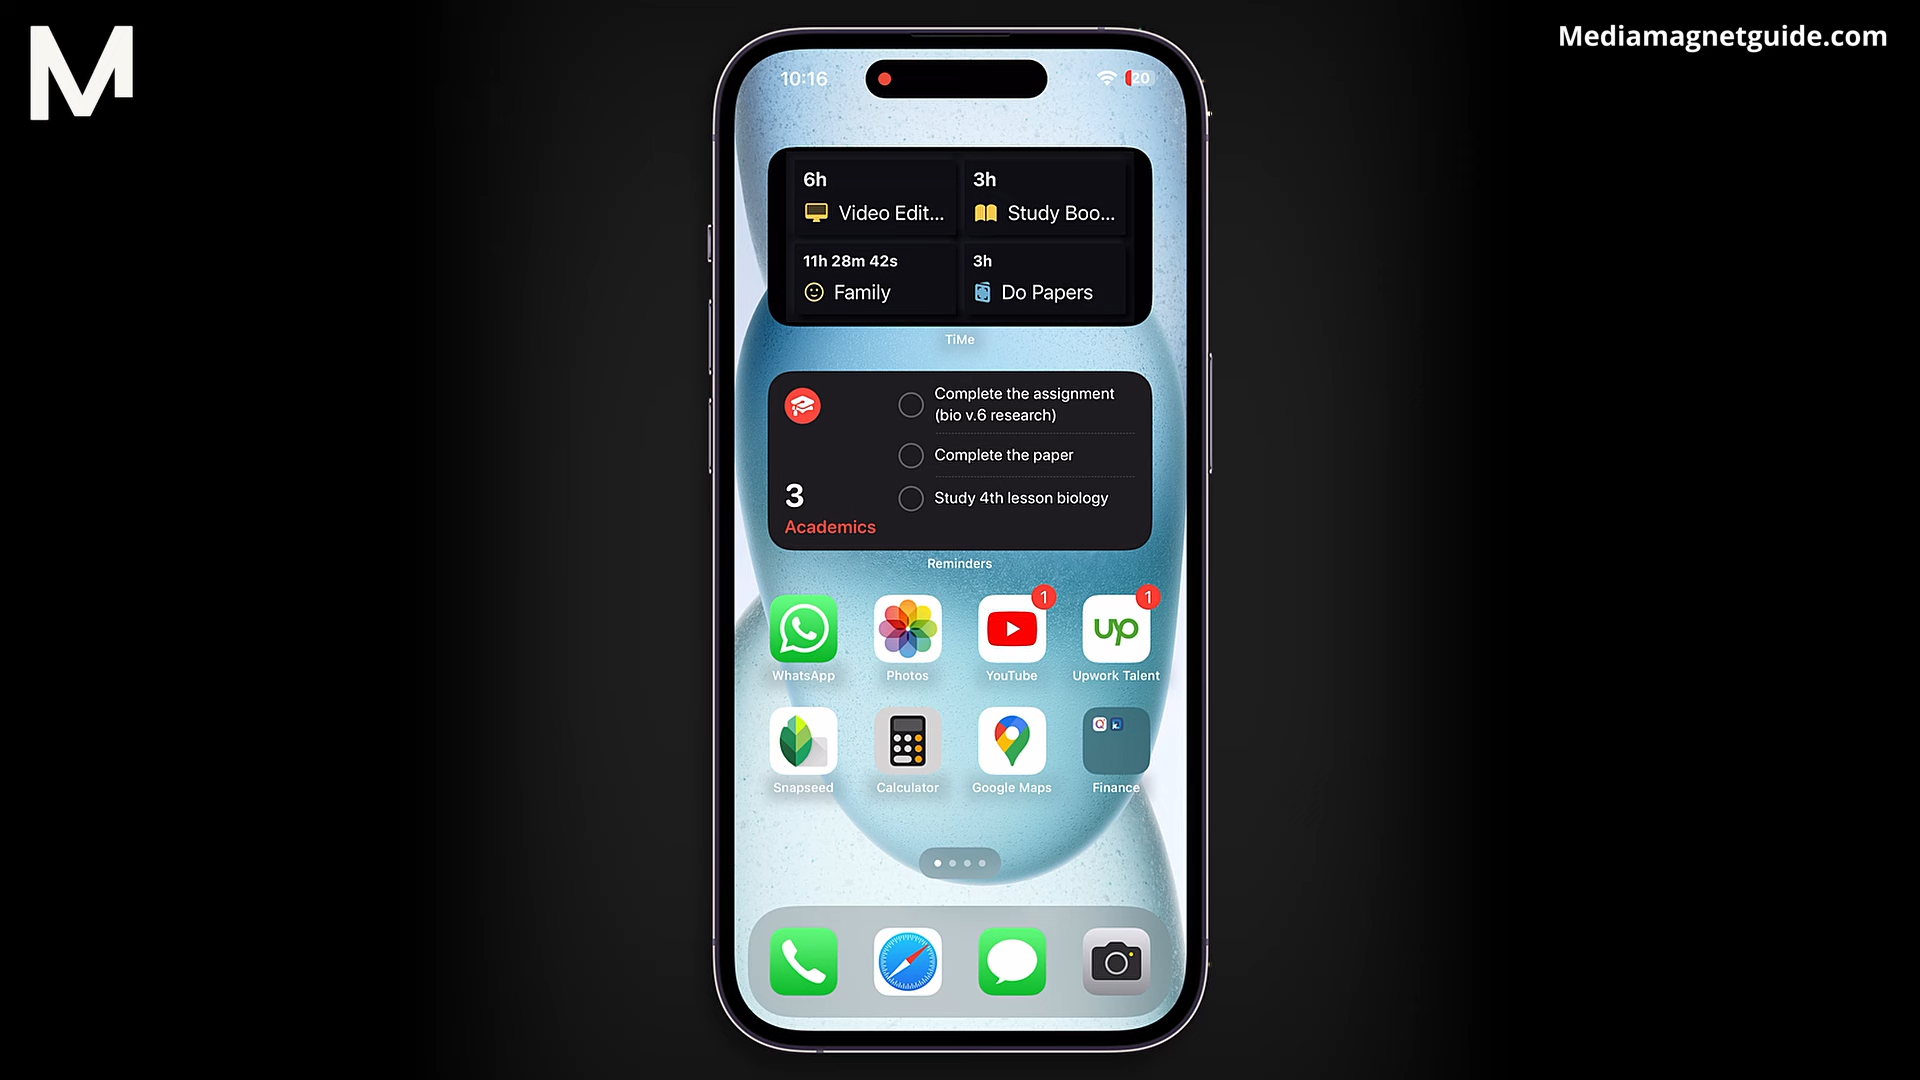 M
Mediamagnetguide.com
10:16
20
6h
3h
Video Edit...
Study Boo...
11h 28m 42s
3h
Family
Do Papers
TiMe
Complete the assignment
(bio v.6 research)
Complete the paper
3
Study 4th lesson biology
Academics
Reminders
1
1
up
WhatsApp
Photos
YouTube
Upwork Talent
Snapseed
Calculator
Google Maps
Finance